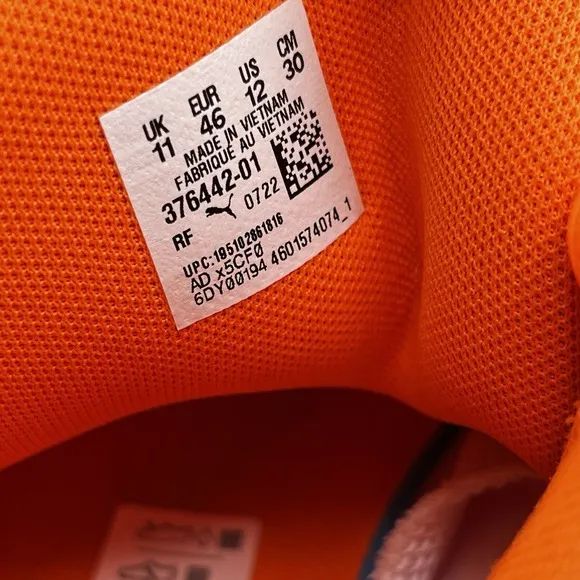 UK EUR US CM
11 46 12 30
MADE IN VIETNAM
FABRIQUÉ AU VIETNAM
376442-01
RF 0722
UPC:195102861816
AD x5CF0
6DY00194 4601574074_1